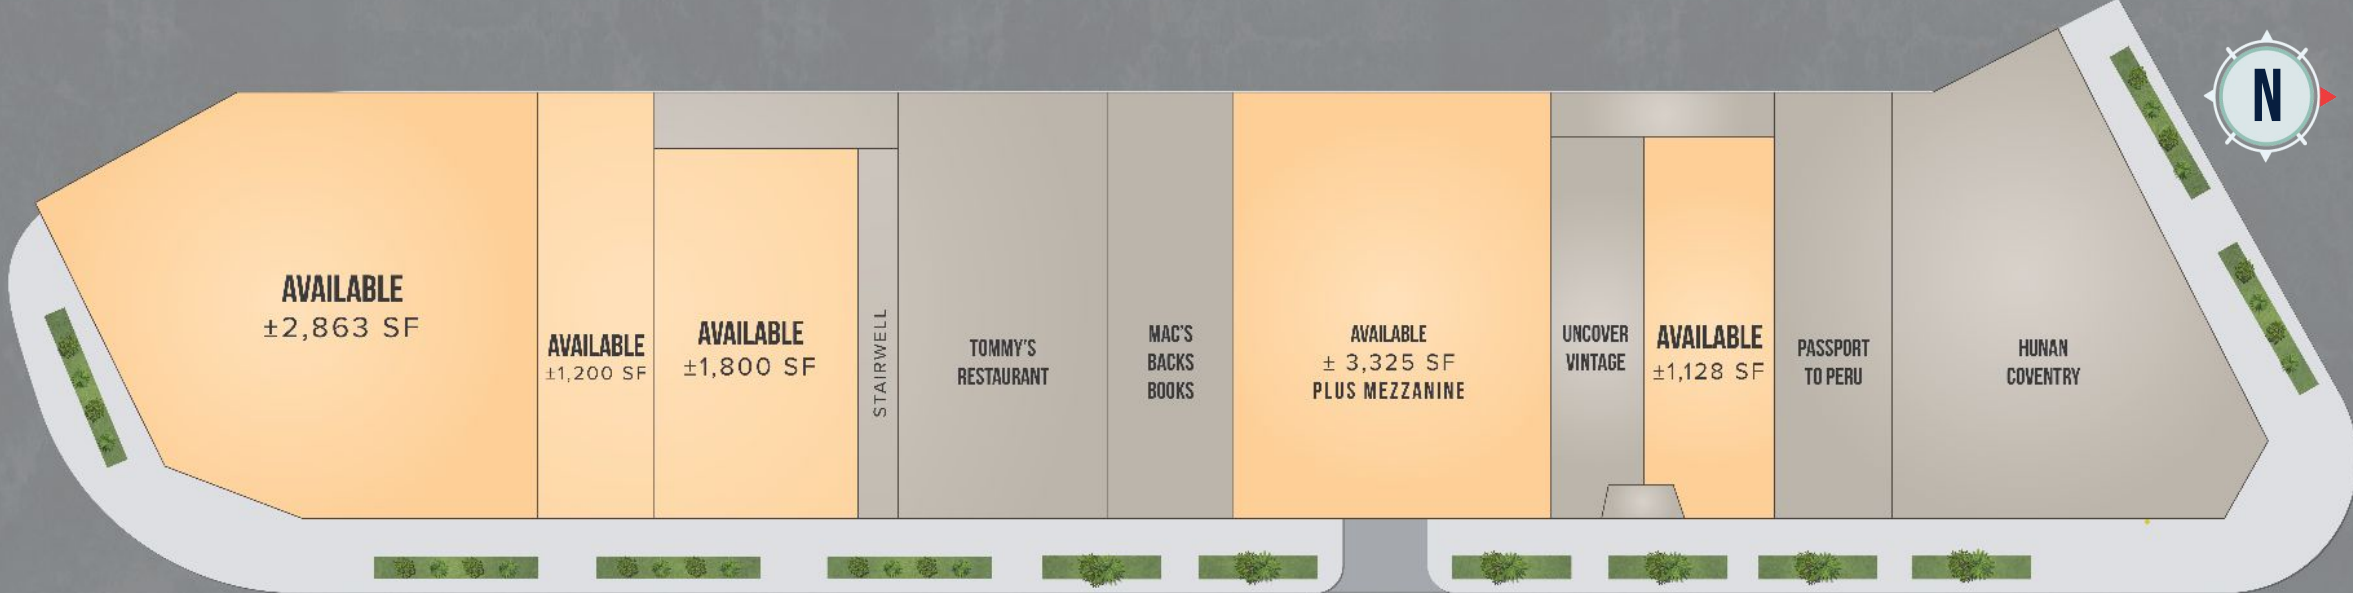 N
AVAILABLE
±2,863 SF
AVAILABLE
±1,200 SF
AVAILABLE
±1,800 SF
STAIRWELL
TOMMY'S
RESTAURANT
MAC'S
BACKS
BOOKS
AVAILABLE
± 3,325 SF
PLUS MEZZANINE
UNCOVER
VINTAGE
AVAILABLE
±1,128 SF
PASSPORT
TO PERU
HUNAN
COVENTRY